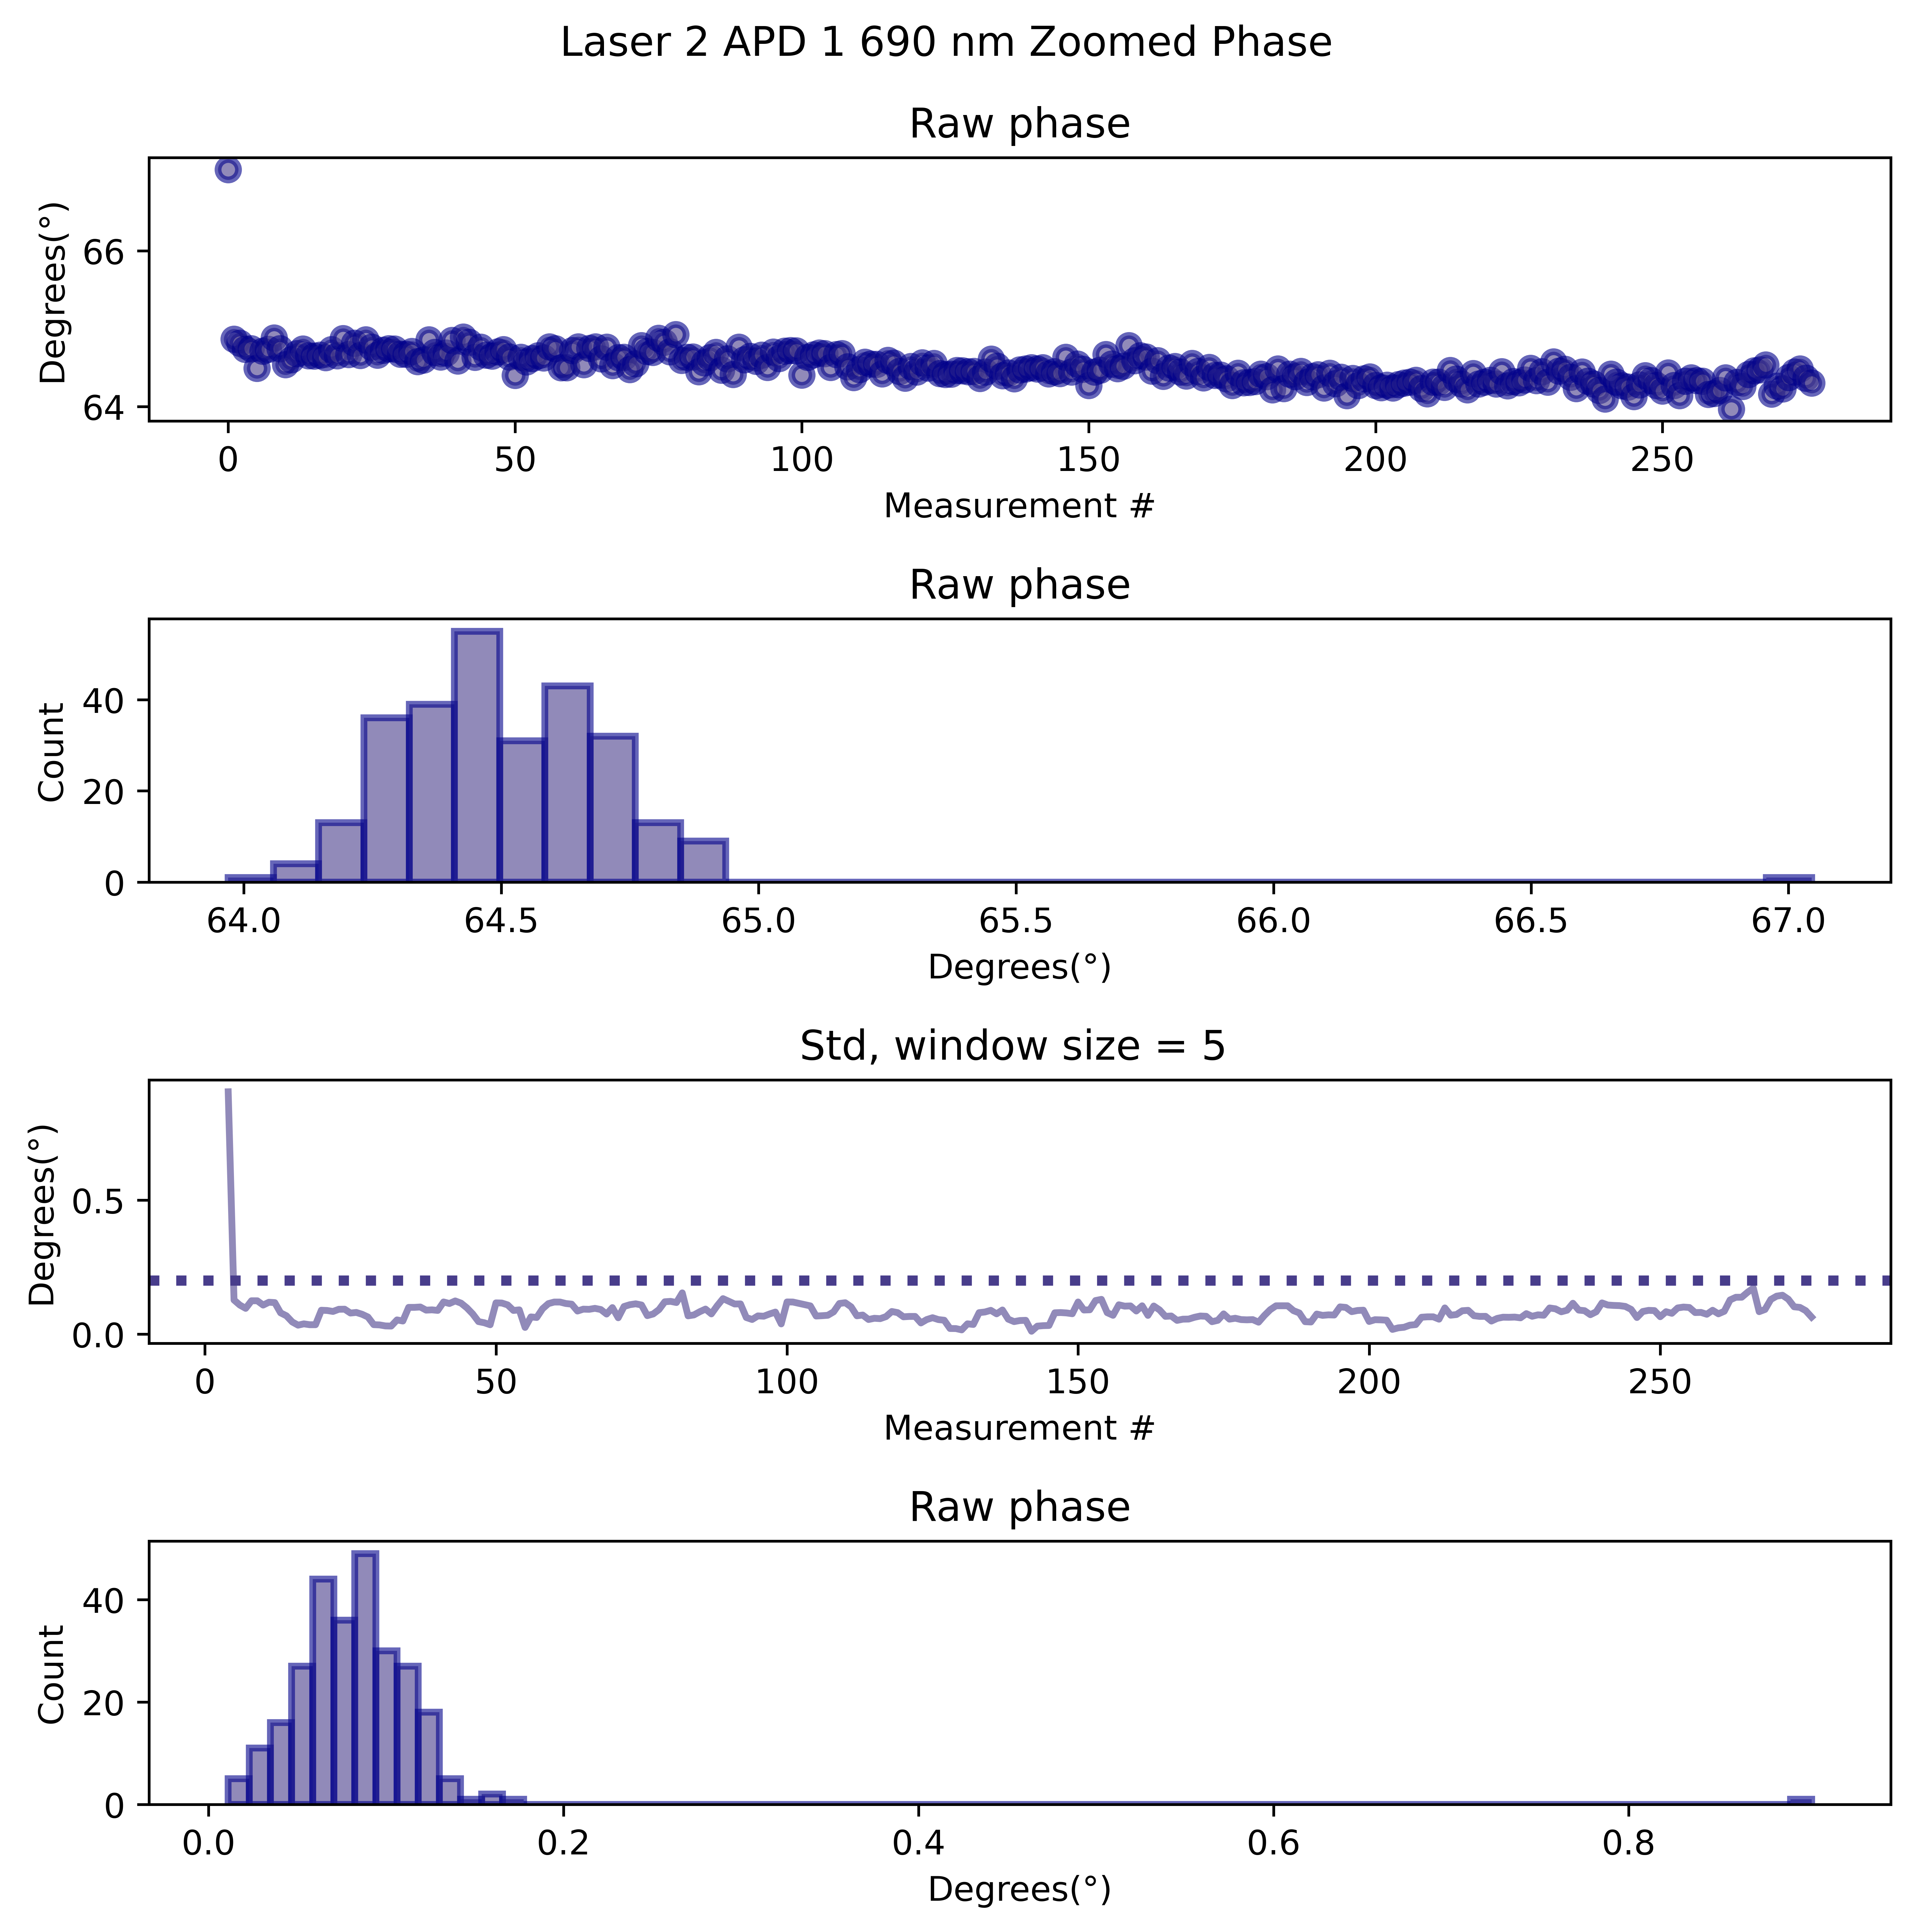 Laser 2 APD 1 690 nm Zoomed Phase
Raw phase
Degrees(°)
66
64
0 50 100 150 200 250
Measurement #
Raw phase
Count
40
20
0
64.0 64.5 65.0 65.5 66.0 66.5 67.0
Degrees(°)
Std, window size = 5
Degrees(°)
0.5
0.0
0 50 100 150 200 250
Measurement #
Raw phase
Count
40
20
0
0.0 0.2 0.4 0.6 0.8
Degrees(°)